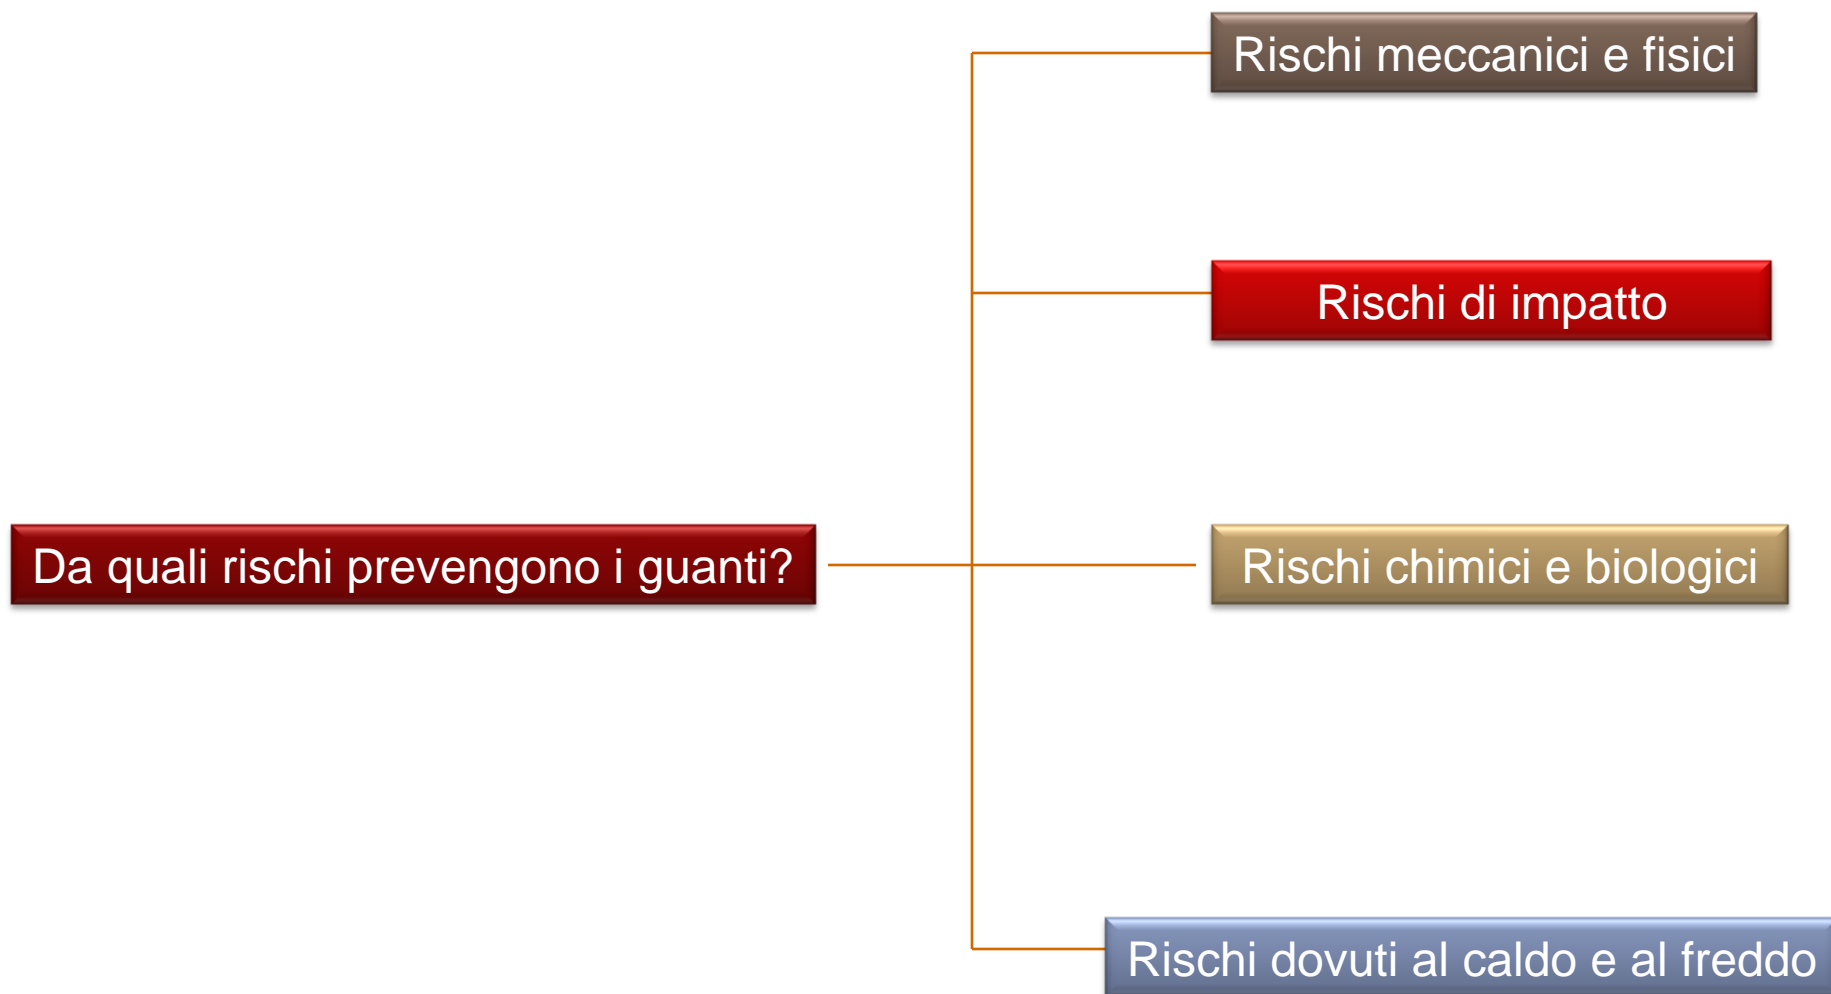 Da quali rischi prevengono i guanti?
Rischi meccanici e fisici
Rischi di impatto
Rischi chimici e biologici
Rischi dovuti al caldo e al freddo